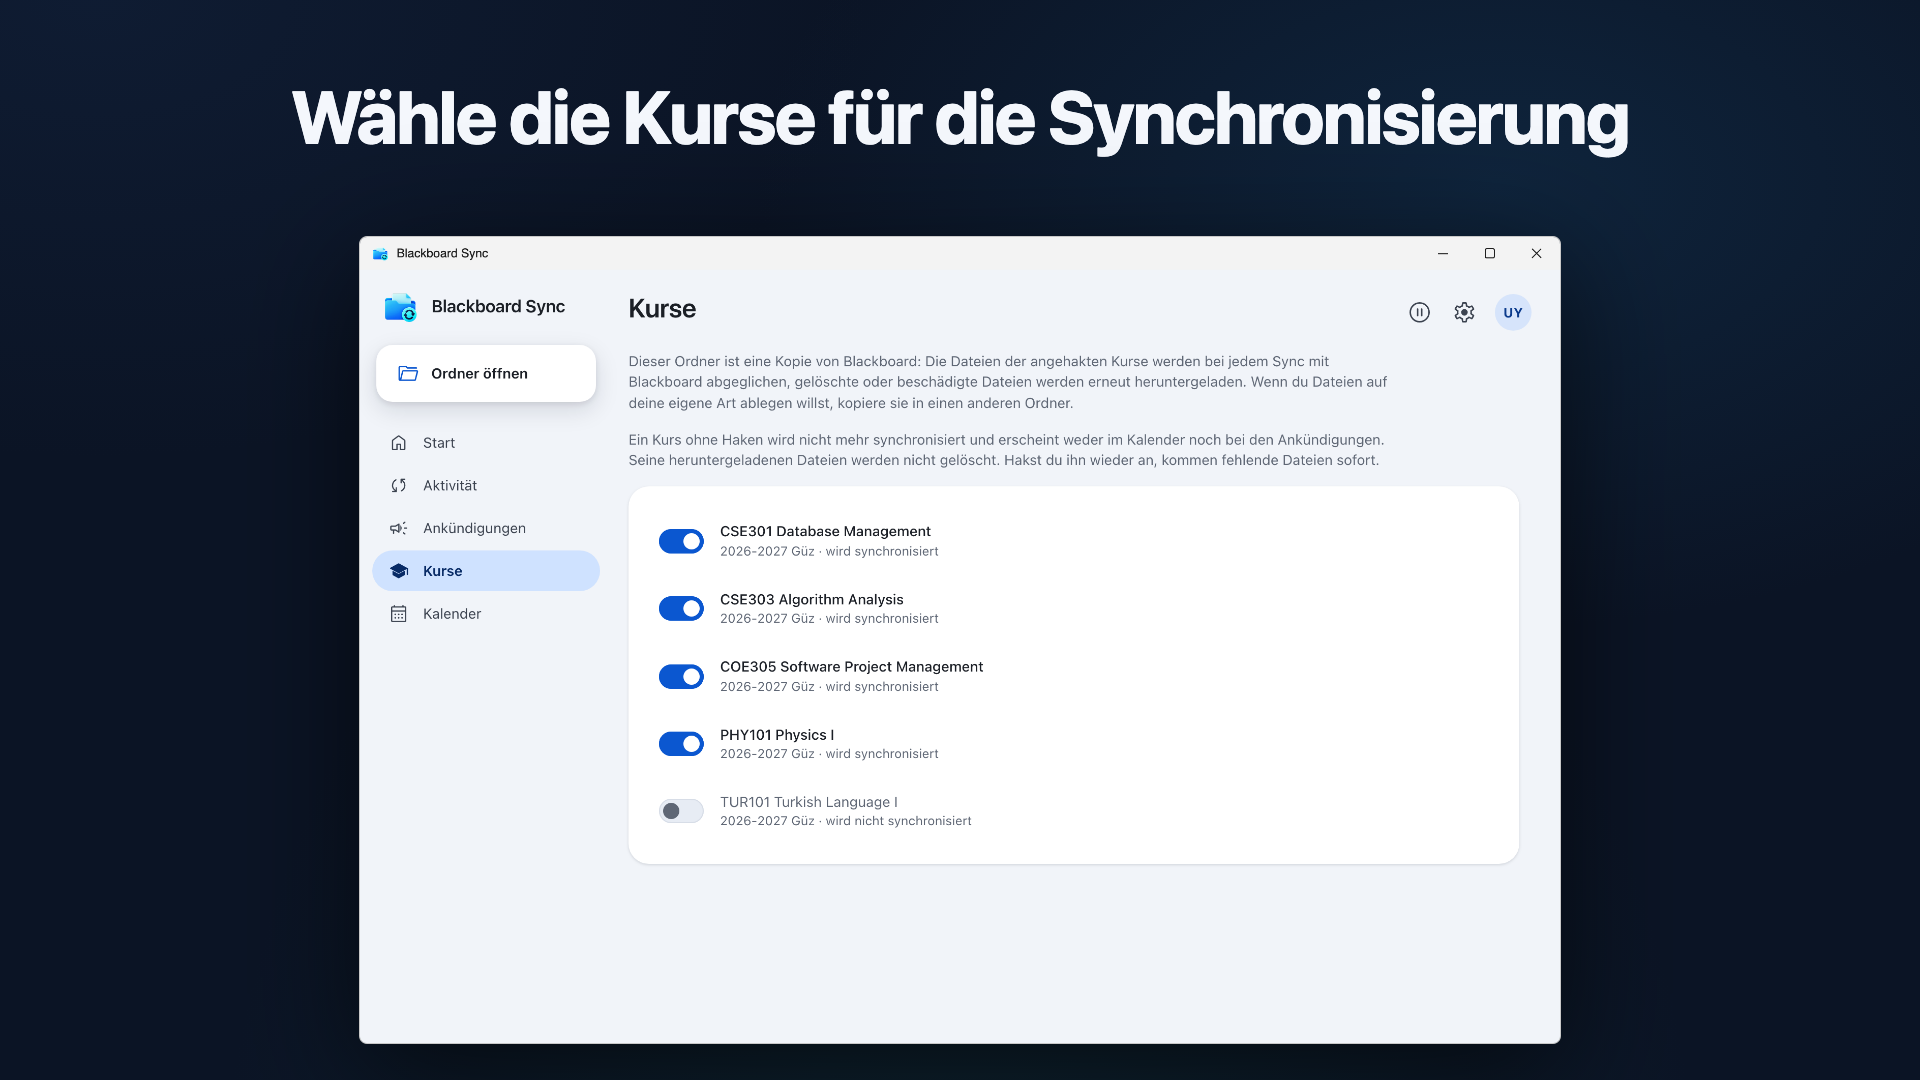 Wähle die Kurse für die Synchronisierung
Blackboard Sync
Blackboard Sync
Ordner öffnen
Start
Aktivität
Ankündigungen
Kurse
Kalender
Kurse
UY
Dieser Ordner ist eine Kopie von Blackboard: Die Dateien der angehakten Kurse werden bei jedem Sync mit
Blackboard abgeglichen, gelöschte oder beschädigte Dateien werden erneut heruntergeladen. Wenn du Dateien auf
deine eigene Art ablegen willst, kopiere sie in einen anderen Ordner.
Ein Kurs ohne Haken wird nicht mehr synchronisiert und erscheint weder im Kalender noch bei den Ankündigungen.
Seine heruntergeladenen Dateien werden nicht gelöscht. Hakst du ihn wieder an, kommen fehlende Dateien sofort.
CSE301 Database Management
2026-2027 Güz · wird synchronisiert
CSE303 Algorithm Analysis
2026-2027 Güz · wird synchronisiert
COE305 Software Project Management
2026-2027 Güz · wird synchronisiert
PHY101 Physics I
2026-2027 Güz · wird synchronisiert
TUR101 Turkish Language I
2026-2027 Güz · wird nicht synchronisiert